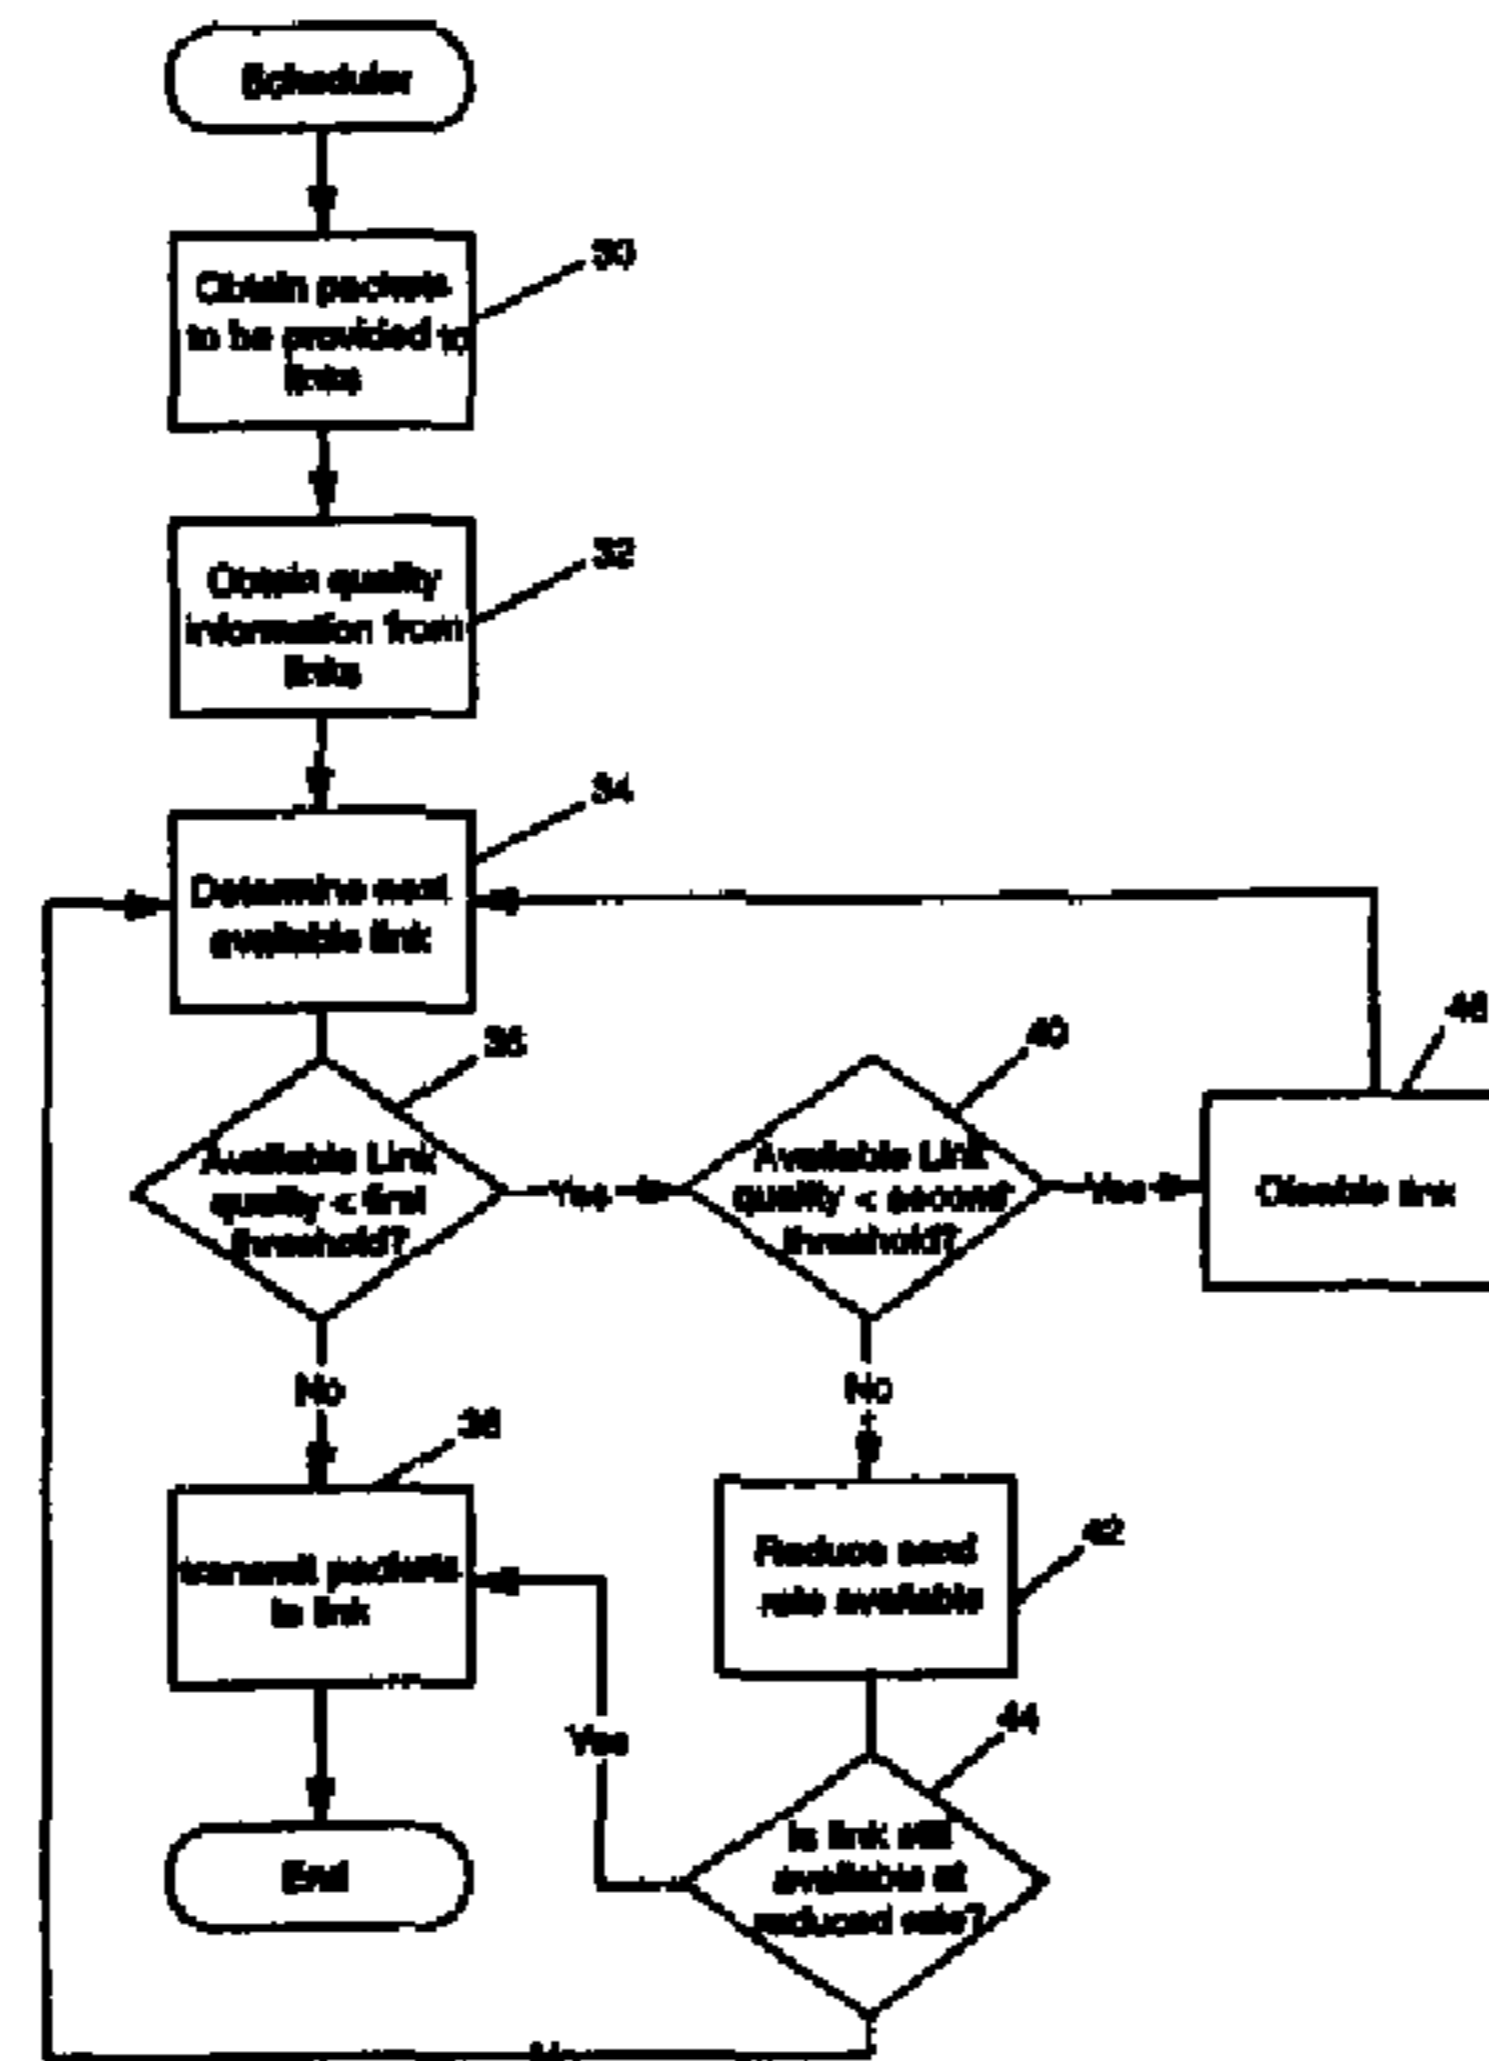 Scheduler
30
Obtain packets
to be provided to
links
32
Obtain quality
information from
links
34
Determine next
available link
36
Available Link
quality < first
threshold?
Yes
40
Available Link
quality < second
threshold?
Yes
Disable link
No
38
transmit packets
to link
End
No
Reduce send
rate available
42
44
Is link still
available at
reduced rate?
Yes